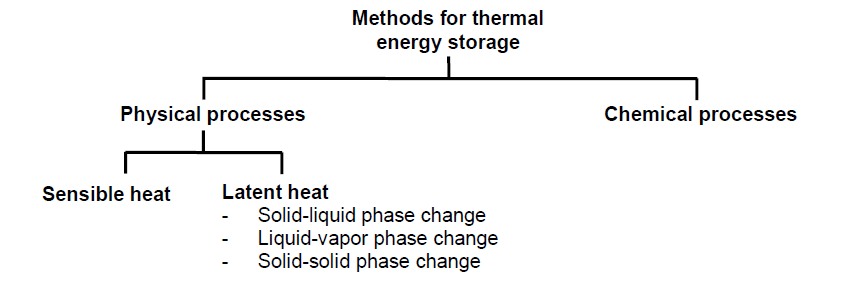 Methods for thermal
energy storage
Physical processes
Chemical processes
Sensible heat
Latent heat
- Solid-liquid phase change
- Liquid-vapor phase change
- Solid-solid phase change